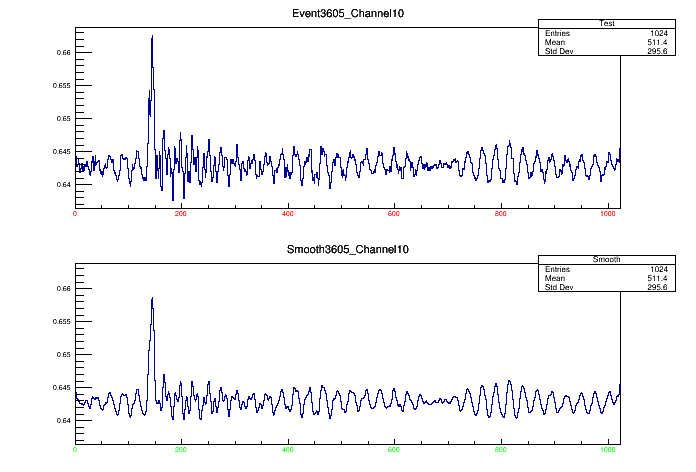 Event3605_Channel10
Test
Entries 1024
Mean 511.4
Std Dev 295.6
0.66
0.655
0.65
0.645
0.64
0 200 400 600 800 1000
Smooth3605_Channel10
Smooth
Entries 1024
Mean 511.4
Std Dev 295.6
0.66
0.655
0.65
0.645
0.64
0 200 400 600 800 1000